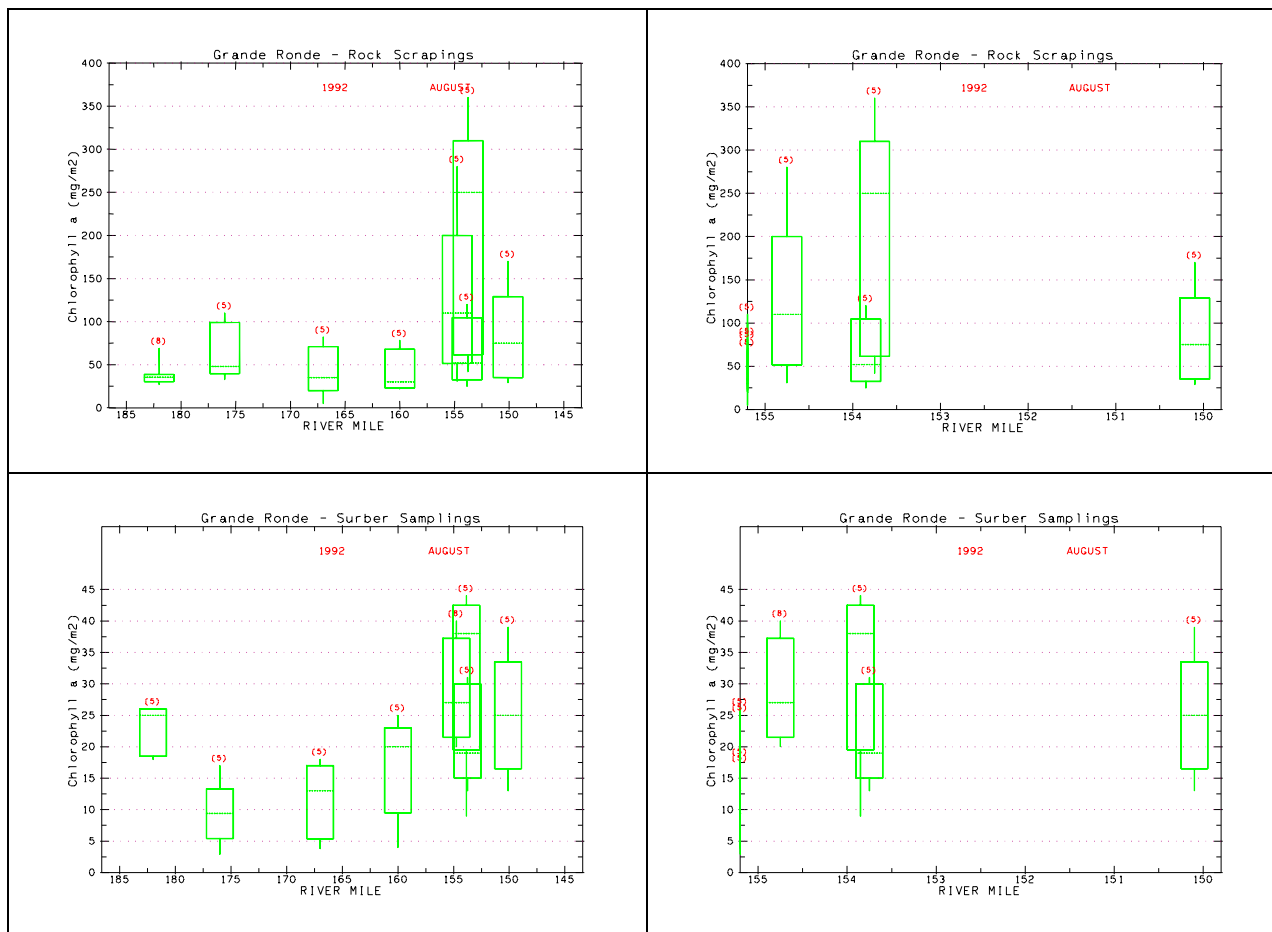 Grande Ronde - Rock Scrapings
1992 AUGUST
Chlorophyll a (mg/m2)
400
350
300
250
200
150
100
50
0
(8) (5) (5) (5) (5) (5) (5) (5)
185 180 175 170 165 160 155 150 145
RIVER MILE
Grande Ronde - Rock Scrapings
1992 AUGUST
Chlorophyll a (mg/m2)
400
350
300
250
200
150
100
50
0
(5) (5) (5) (5) (5)
155 154 153 152 151 150
RIVER MILE
Grande Ronde - Surber Samplings
1992 AUGUST
Chlorophyll a (mg/m2)
45
40
35
30
25
20
15
10
5
0
(5) (5) (5) (5) (8) (5) (5) (5)
185 180 175 170 165 160 155 150 145
RIVER MILE
Grande Ronde - Surber Samplings
1992 AUGUST
Chlorophyll a (mg/m2)
45
40
35
30
25
20
15
10
5
0
(5) (5) (8) (5) (5) (5)
155 154 153 152 151 150
RIVER MILE